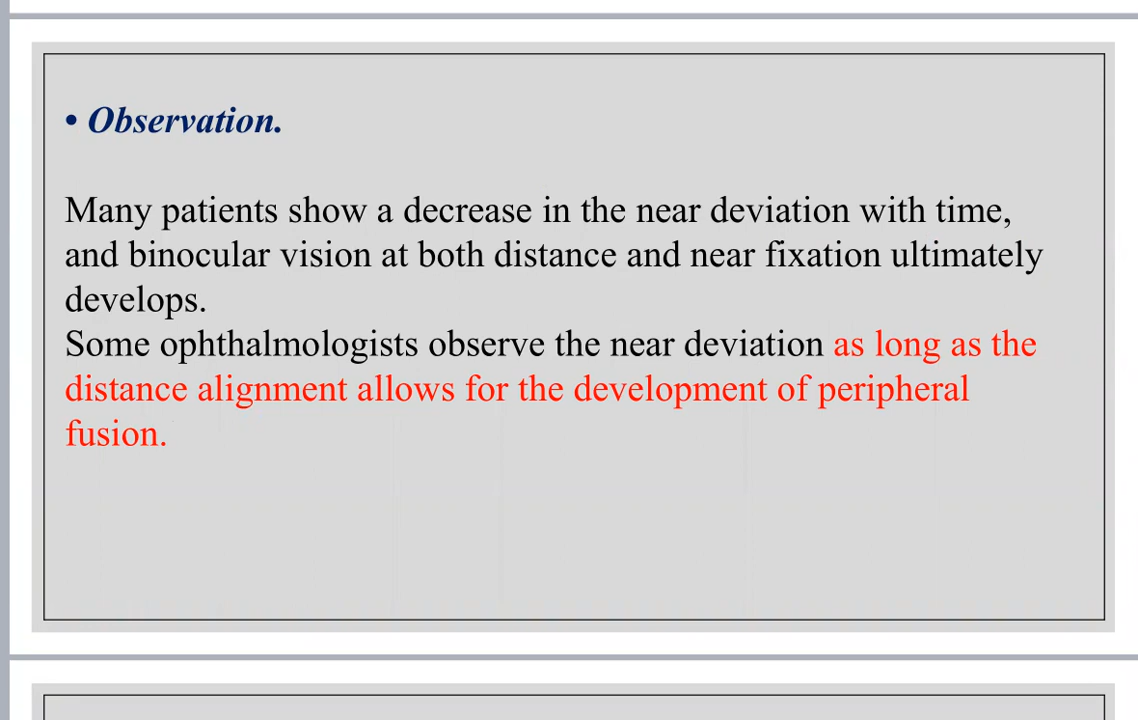 • Observation.
Many patients show a decrease in the near deviation with time,
and binocular vision at both distance and near fixation ultimately
develops.
Some ophthalmologists observe the near deviation as long as the
distance alignment allows for the development of peripheral
fusion.